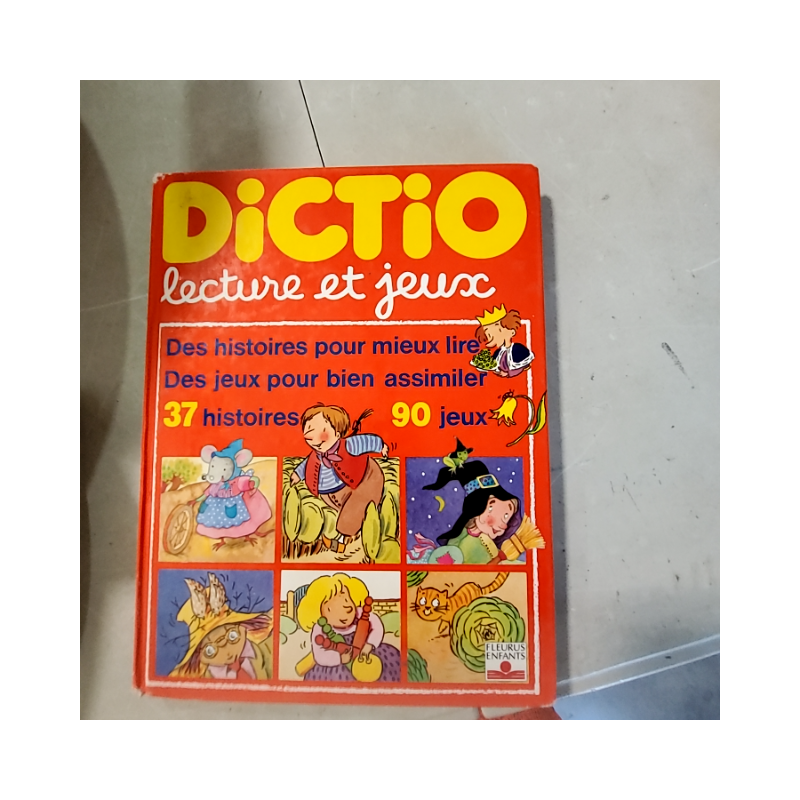 DiCTiO
lecture et jeux
Des histoires pour mieux lire
Des jeux pour bien assimiler
37 histoires 90 jeux
FLEURUS
ENFANTS